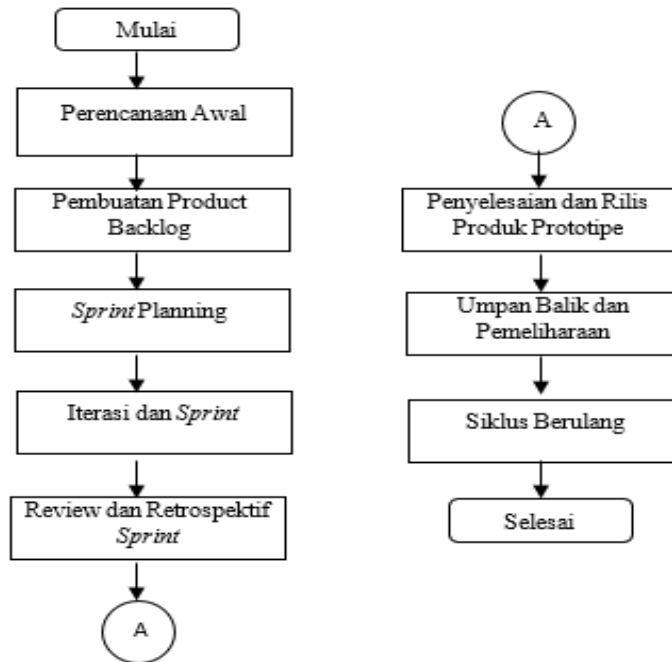 Mulai
Perencanaan Awal
Pembuatan Product
Backlog
Sprint Planning
Iterasi dan Sprint
Review dan Retrospektif
Sprint
A
A
Penyelesaian dan Rilis
Produk Prototipe
Umpan Balik dan
Pemeliharaan
Siklus Berulang
Selesai